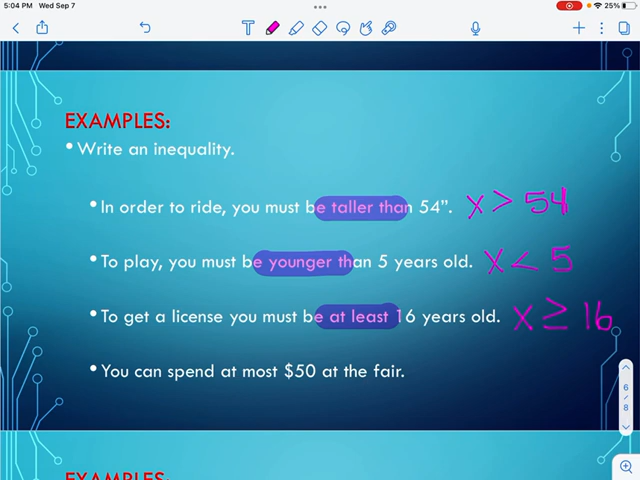 5:04 PM Wed Sep 7
25%
T
EXAMPLES:
• Write an inequality.
• In order to ride, you must be taller than 54”. x > 54
• To play, you must be younger than 5 years old. x < 5
• To get a license you must be at least 16 years old. x ≥ 16
• You can spend at most $50 at the fair.
6
/
8
EXAMPLES: